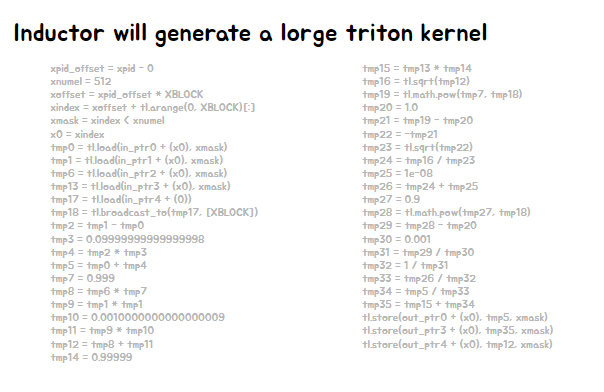 Inductor will generate a lorge triton kernel
xpid_offset = xpid - 0
xnumel = 512
xoffset = xpid_offset * XBLOCK
xindex = xoffset + tl.arange(0, XBLOCK)[:]
xmask = xindex < xnumel
x0 = xindex
tmp0 = tl.load(in_ptr0 + (x0), xmask)
tmp1 = tl.load(in_ptr1 + (x0), xmask)
tmp6 = tl.load(in_ptr2 + (x0), xmask)
tmp13 = tl.load(in_ptr3 + (x0), xmask)
tmp17 = tl.load(in_ptr4 + (0))
tmp18 = tl.broadcast_to(tmp17, [XBLOCK])
tmp2 = tmp1 - tmp0
tmp3 = 0.09999999999999998
tmp4 = tmp2 * tmp3
tmp5 = tmp0 + tmp4
tmp7 = 0.999
tmp8 = tmp6 * tmp7
tmp9 = tmp1 * tmp1
tmp10 = 0.0010000000000000009
tmp11 = tmp9 * tmp10
tmp12 = tmp8 + tmp11
tmp14 = 0.99999
tmp15 = tmp13 * tmp14
tmp16 = tl.sqrt(tmp12)
tmp19 = tl.math.pow(tmp7, tmp18)
tmp20 = 1.0
tmp21 = tmp19 - tmp20
tmp22 = -tmp21
tmp23 = tl.sqrt(tmp22)
tmp24 = tmp16 / tmp23
tmp25 = 1e-08
tmp26 = tmp24 + tmp25
tmp27 = 0.9
tmp28 = tl.math.pow(tmp27, tmp18)
tmp29 = tmp28 - tmp20
tmp30 = 0.001
tmp31 = tmp29 / tmp30
tmp32 = 1 / tmp31
tmp33 = tmp26 / tmp32
tmp34 = tmp5 / tmp33
tmp35 = tmp15 + tmp34
tl.store(out_ptr0 + (x0), tmp5, xmask)
tl.store(out_ptr3 + (x0), tmp35, xmask)
tl.store(out_ptr4 + (x0), tmp12, xmask)